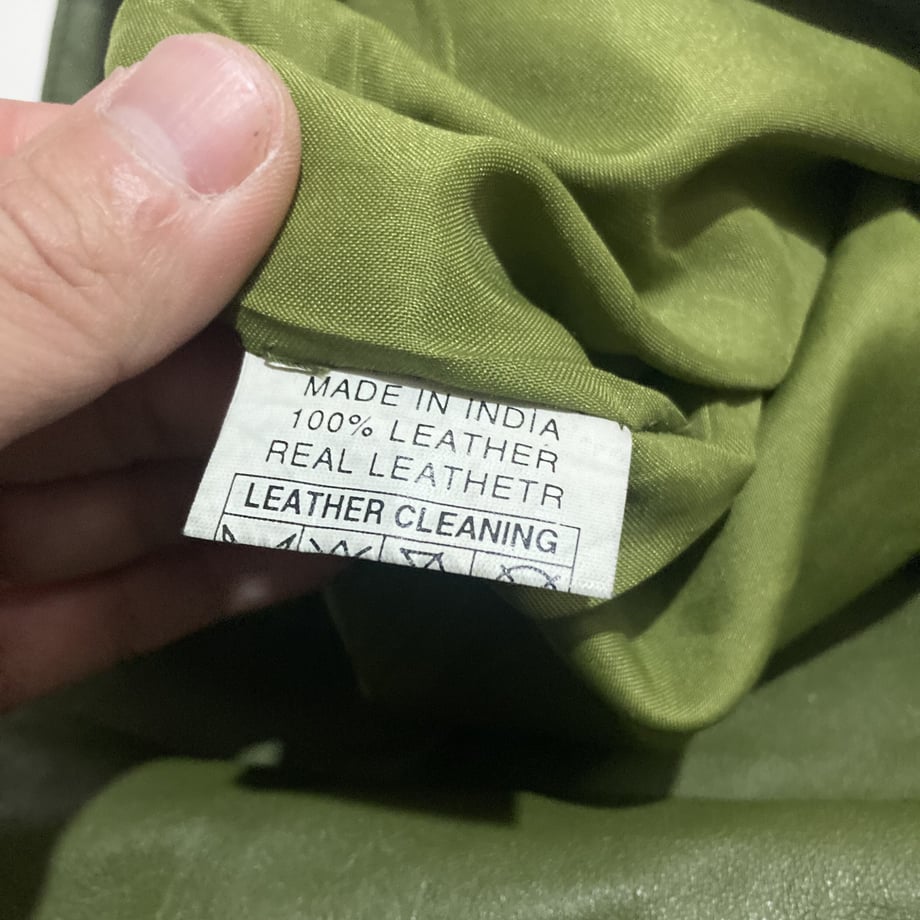 MADE IN INDIA
100% LEATHER
REAL LEATHETR
LEATHER CLEANING